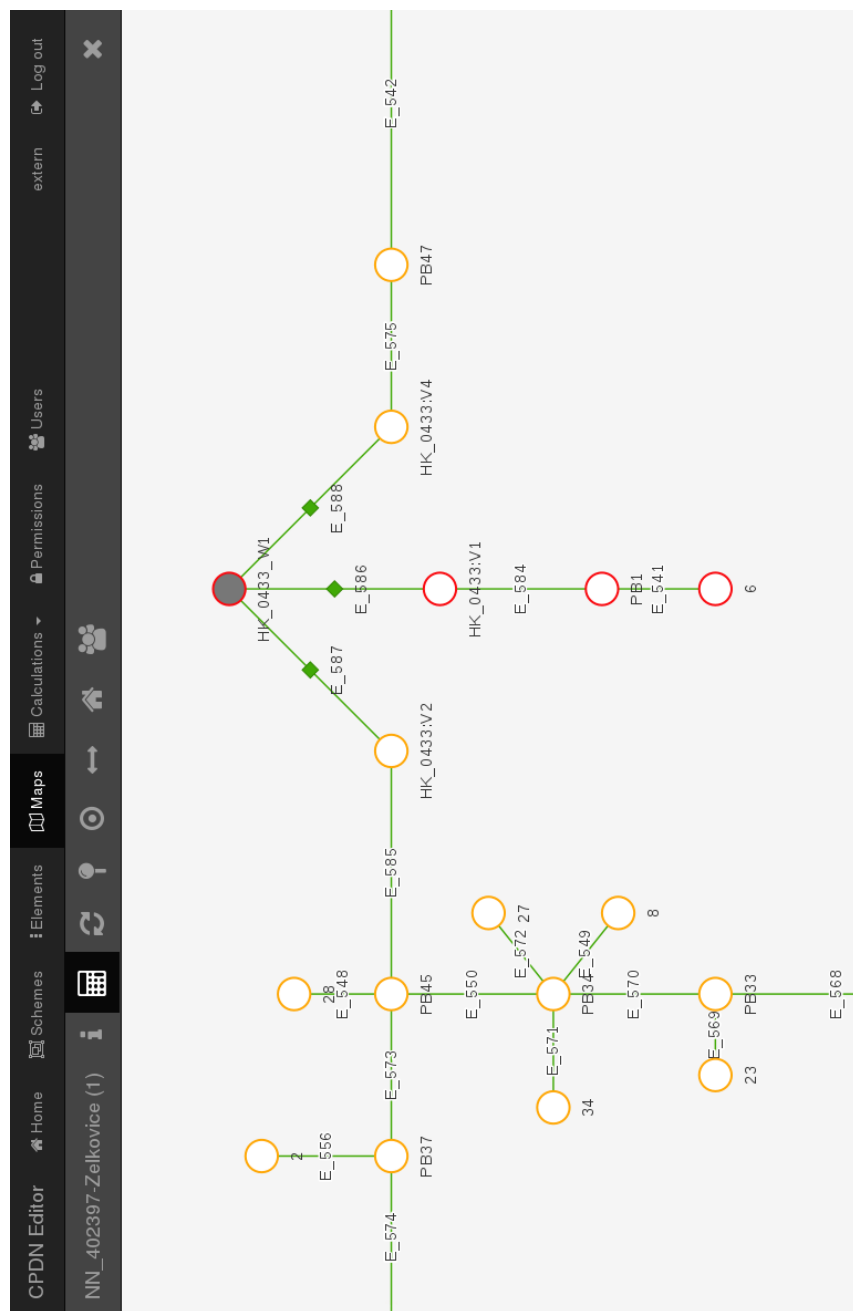 CPDN Editor Home Schemes Elements Maps Calculations Permissions Users extern Log out
NN_402397-Zelkovice (1)
HK_0433_W1
E_587
E_586
E_588
2
E_556
28
E_548
E_574
PB37
E_573
PB45
E_585
HK_0433:V2
HK_0433:V4
E_575
PB47
E_542
HK_0433:V1
E_550
E_572
27
E_584
34
E_571
PB34
E_549
8
PB1
E_570
E_541
23
E_569
PB33
6
E_568